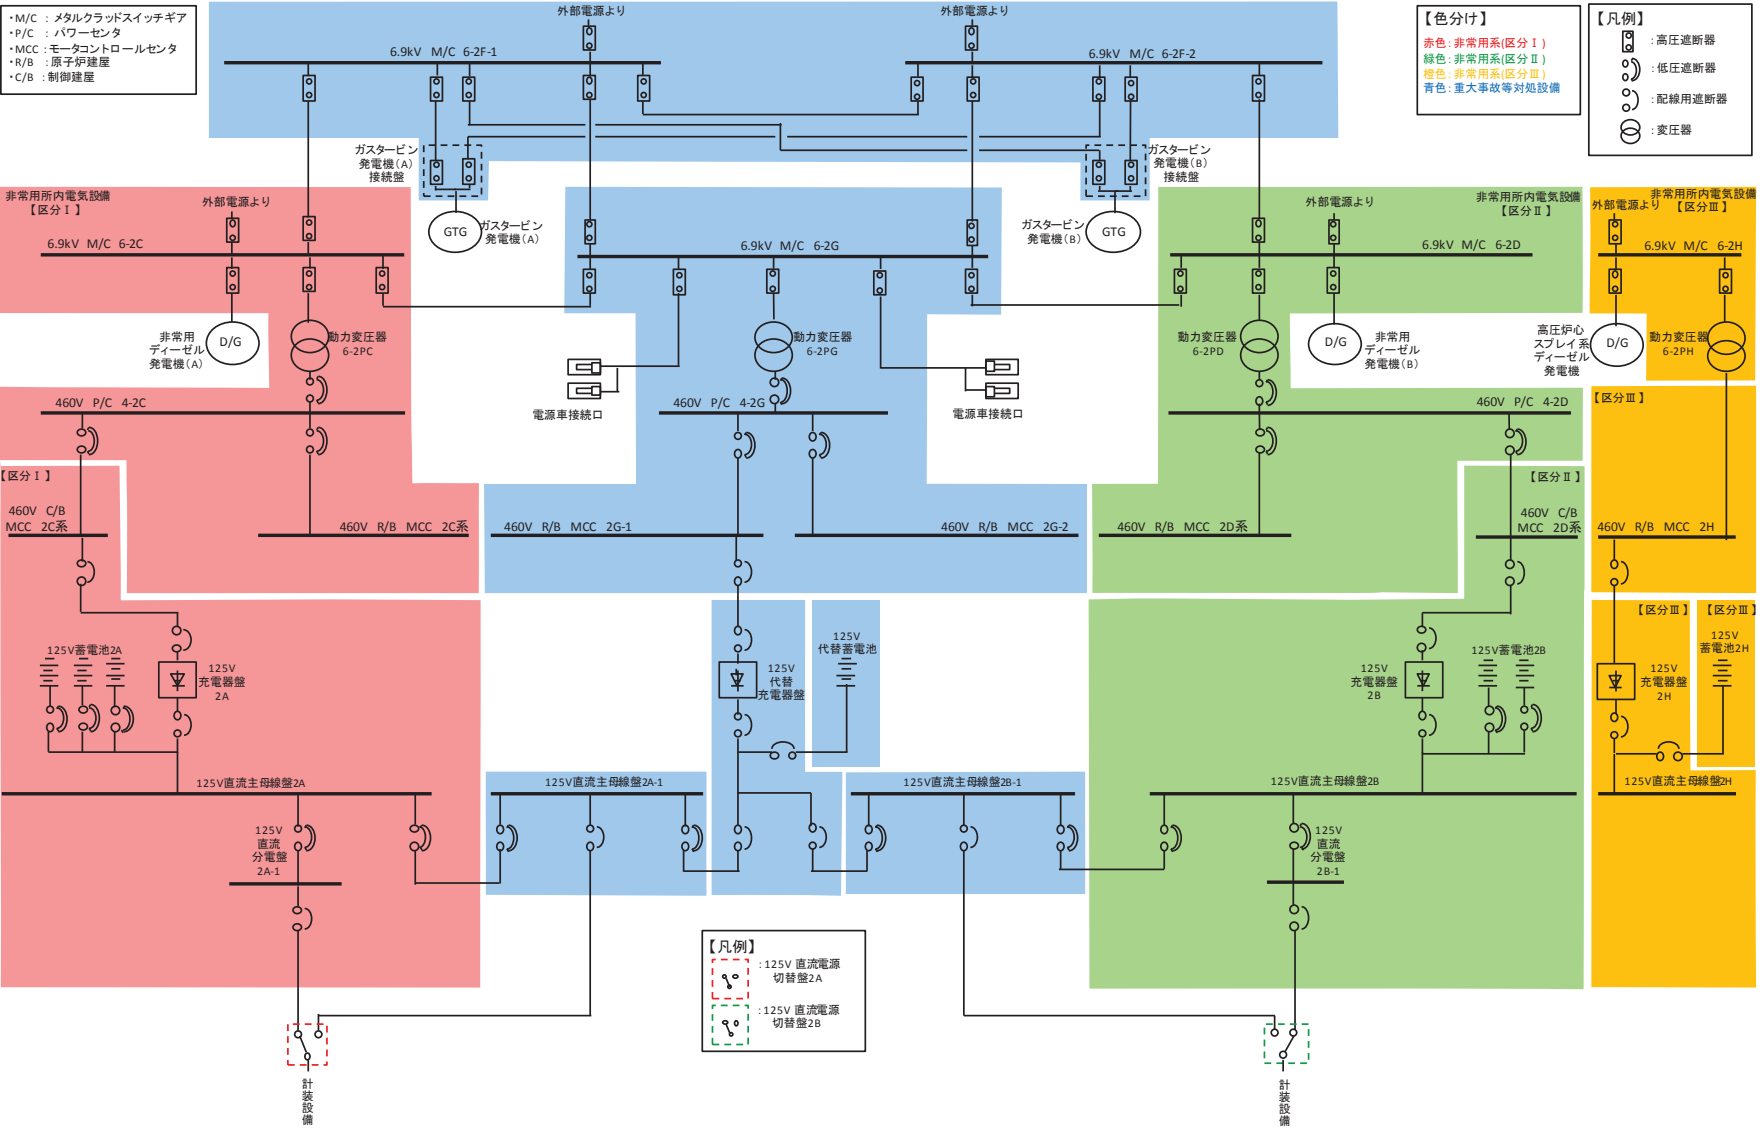 ・M/C : メタルクラッドスイッチギア
・P/C : パワーセンタ
・MCC : モータコントロールセンタ
・R/B : 原子炉建屋
・C/B : 制御建屋
外部電源より
外部電源より
6.9kV M/C 6-2F-1
6.9kV M/C 6-2F-2
【色分け】
赤色 : 非常用系(区分Ⅰ)
緑色 : 非常用系(区分Ⅱ)
橙色 : 非常用系(区分Ⅲ)
青色 : 重大事故等対処設備
【凡例】
: 高圧遮断器
: 低圧遮断器
: 配線用遮断器
: 変圧器
ガスタービン
発電機(A)
接続盤
ガスタービン
発電機(B)
接続盤
GTG
ガスタービン
発電機(A)
ガスタービン
発電機(B)
GTG
非常用所内電気設備
【区分Ⅰ】
外部電源より
6.9kV M/C 6-2C
6.9kV M/C 6-2G
外部電源より
非常用所内電気設備
【区分Ⅱ】
6.9kV M/C 6-2D
非常用所内電気設備
【区分Ⅲ】
外部電源より
6.9kV M/C 6-2H
非常用
ディーゼル
発電機(A)
D/G
動力変圧器
6-2PC
動力変圧器
6-2PG
動力変圧器
6-2PD
D/G
非常用
ディーゼル
発電機(B)
高圧炉心
スプレイ系
ディーゼル
発電機
D/G
動力変圧器
6-2PH
電源車接続口
電源車接続口
460V P/C 4-2C
460V P/C 4-2G
460V P/C 4-2D
【区分Ⅲ】
【区分Ⅰ】
460V C/B
MCC 2C系
460V R/B MCC 2C系
460V R/B MCC 2G-1
460V R/B MCC 2G-2
460V R/B MCC 2D系
【区分Ⅱ】
460V C/B
MCC 2D系
460V R/B MCC 2H
125V蓄電池2A
125V
充電器盤
2A
125V
代替
充電器盤
125V
代替蓄電池
125V
充電器盤
2B
125V蓄電池2B
【区分Ⅲ】
125V
充電器盤
2H
【区分Ⅲ】
125V
蓄電池2H
125V直流主母線盤2A
125V直流主母線盤2A-1
125V直流主母線盤2B-1
125V直流主母線盤2B
125V直流主母線盤2H
125V
直流
分電盤
2A-1
125V
直流
分電盤
2B-1
【凡例】
: 125V 直流電源
切替盤2A
: 125V 直流電源
切替盤2B
計装設備
計装設備